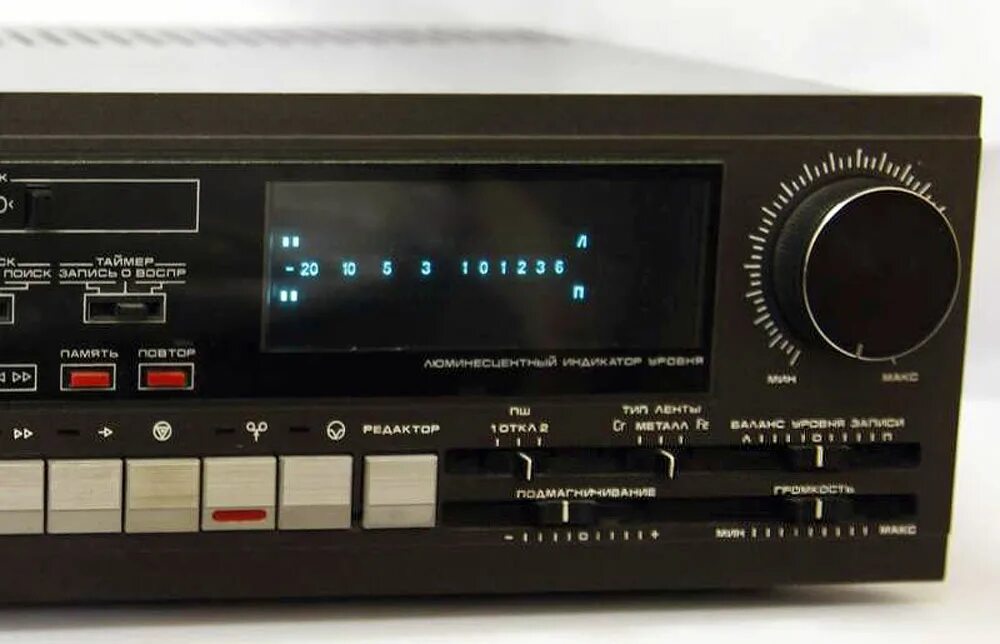 ТАЙМЕР
ПОИСК
ЗАПИСЬ О ВОСПР
Л
-20 10 5 3 1 0 1 2 3 6
П
ПАМЯТЬ ПОВТОР
ЛЮМИНЕСЦЕНТНЫЙ ИНДИКАТОР УРОВНЯ
МИН МАКС
РЕДАКТОР
ПШ
1 ОТКЛ 2
ТИП ЛЕНТЫ
Cr МЕТАЛЛ Fe
БАЛАНС УРОВНЯ ЗАПИСИ
Л 0 П
ПОДМАГНИЧИВАНИЕ
- 0 +
ГРОМКОСТЬ
МИН МАКС